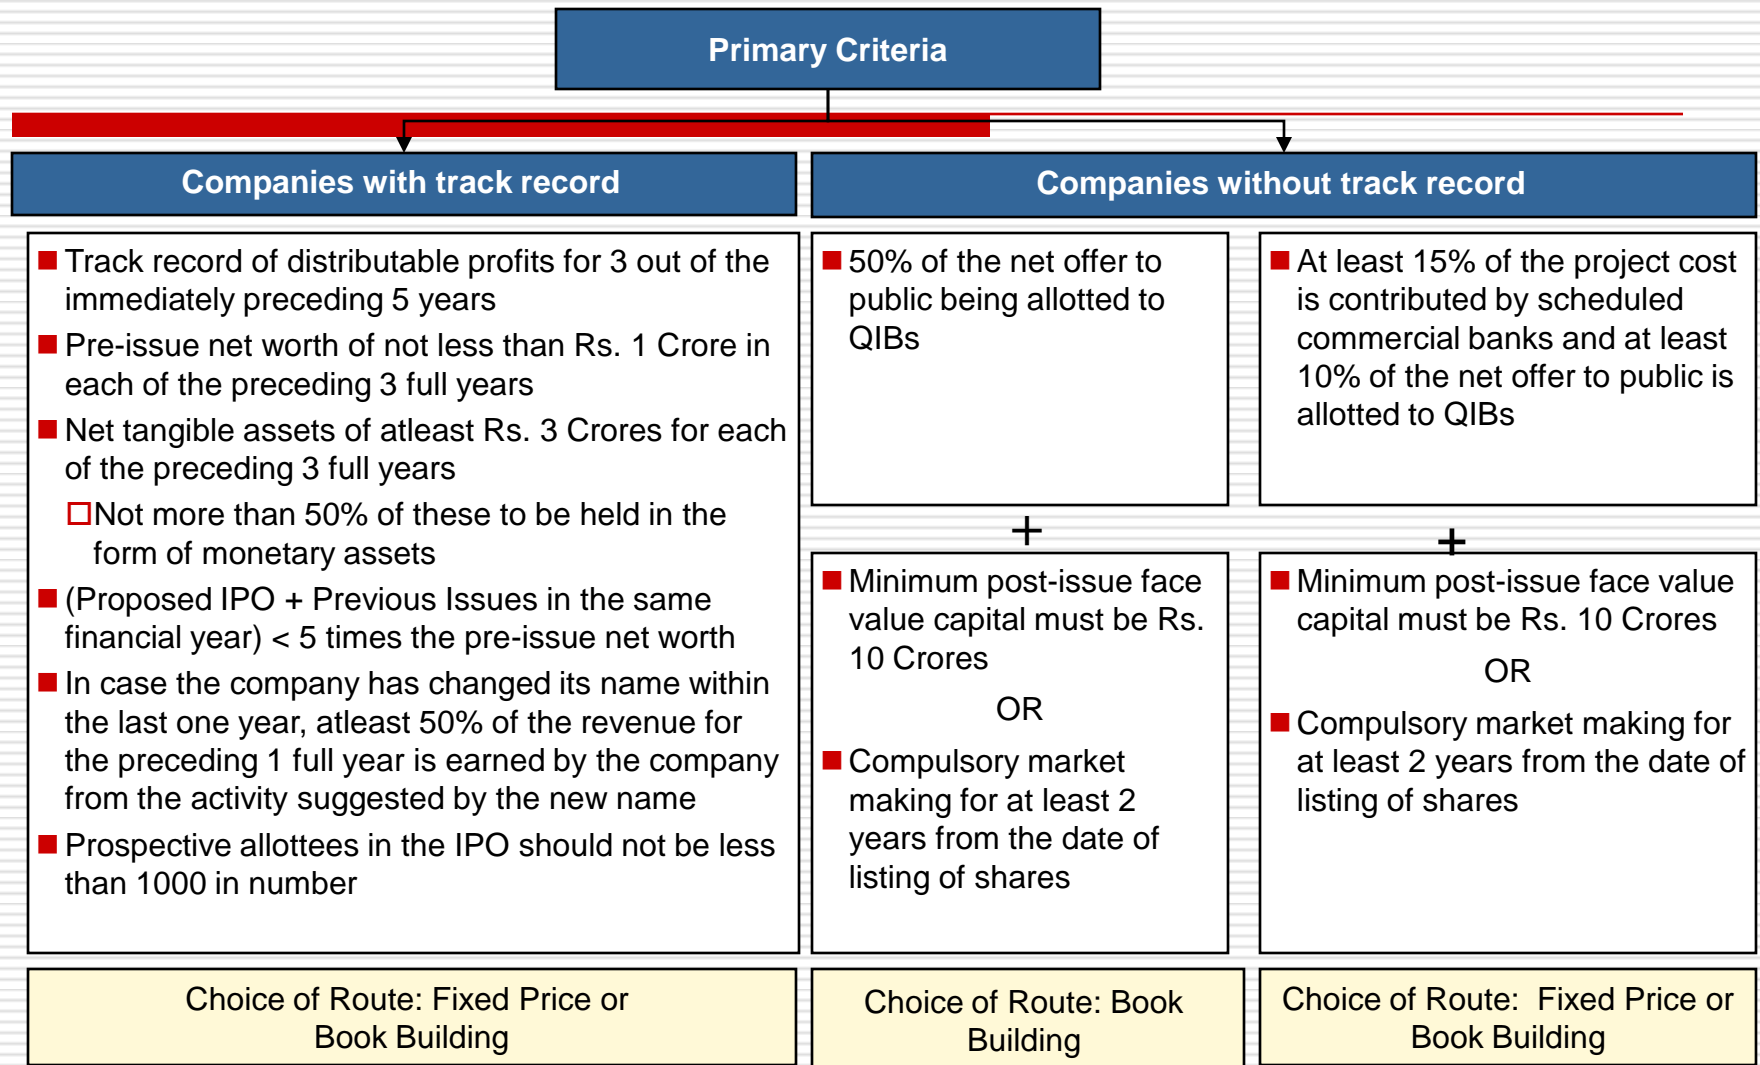 Primary Criteria
Companies with track record
Track record of distributable profits for 3 out of the
immediately preceding 5 years
Pre-issue net worth of not less than Rs. 1 Crore in
each of the preceding 3 full years
Net tangible assets of atleast Rs. 3 Crores for each
of the preceding 3 full years
Not more than 50% of these to be held in the
form of monetary assets
(Proposed IPO + Previous Issues in the same
financial year) < 5 times the pre-issue net worth
In case the company has changed its name within
the last one year, atleast 50% of the revenue for
the preceding 1 full year is earned by the company
from the activity suggested by the new name
Prospective allottees in the IPO should not be less
than 1000 in number
Choice of Route: Fixed Price or
Book Building
Companies without track record
50% of the net offer to
public being allotted to
QIBs
+
Minimum post-issue face
value capital must be Rs.
10 Crores
OR
Compulsory market
making for at least 2
years from the date of
listing of shares
Choice of Route: Book
Building
At least 15% of the project cost
is contributed by scheduled
commercial banks and at least
10% of the net offer to public is
allotted to QIBs
+
Minimum post-issue face value
capital must be Rs. 10 Crores
OR
Compulsory market making for
at least 2 years from the date of
listing of shares
Choice of Route: Fixed Price or
Book Building